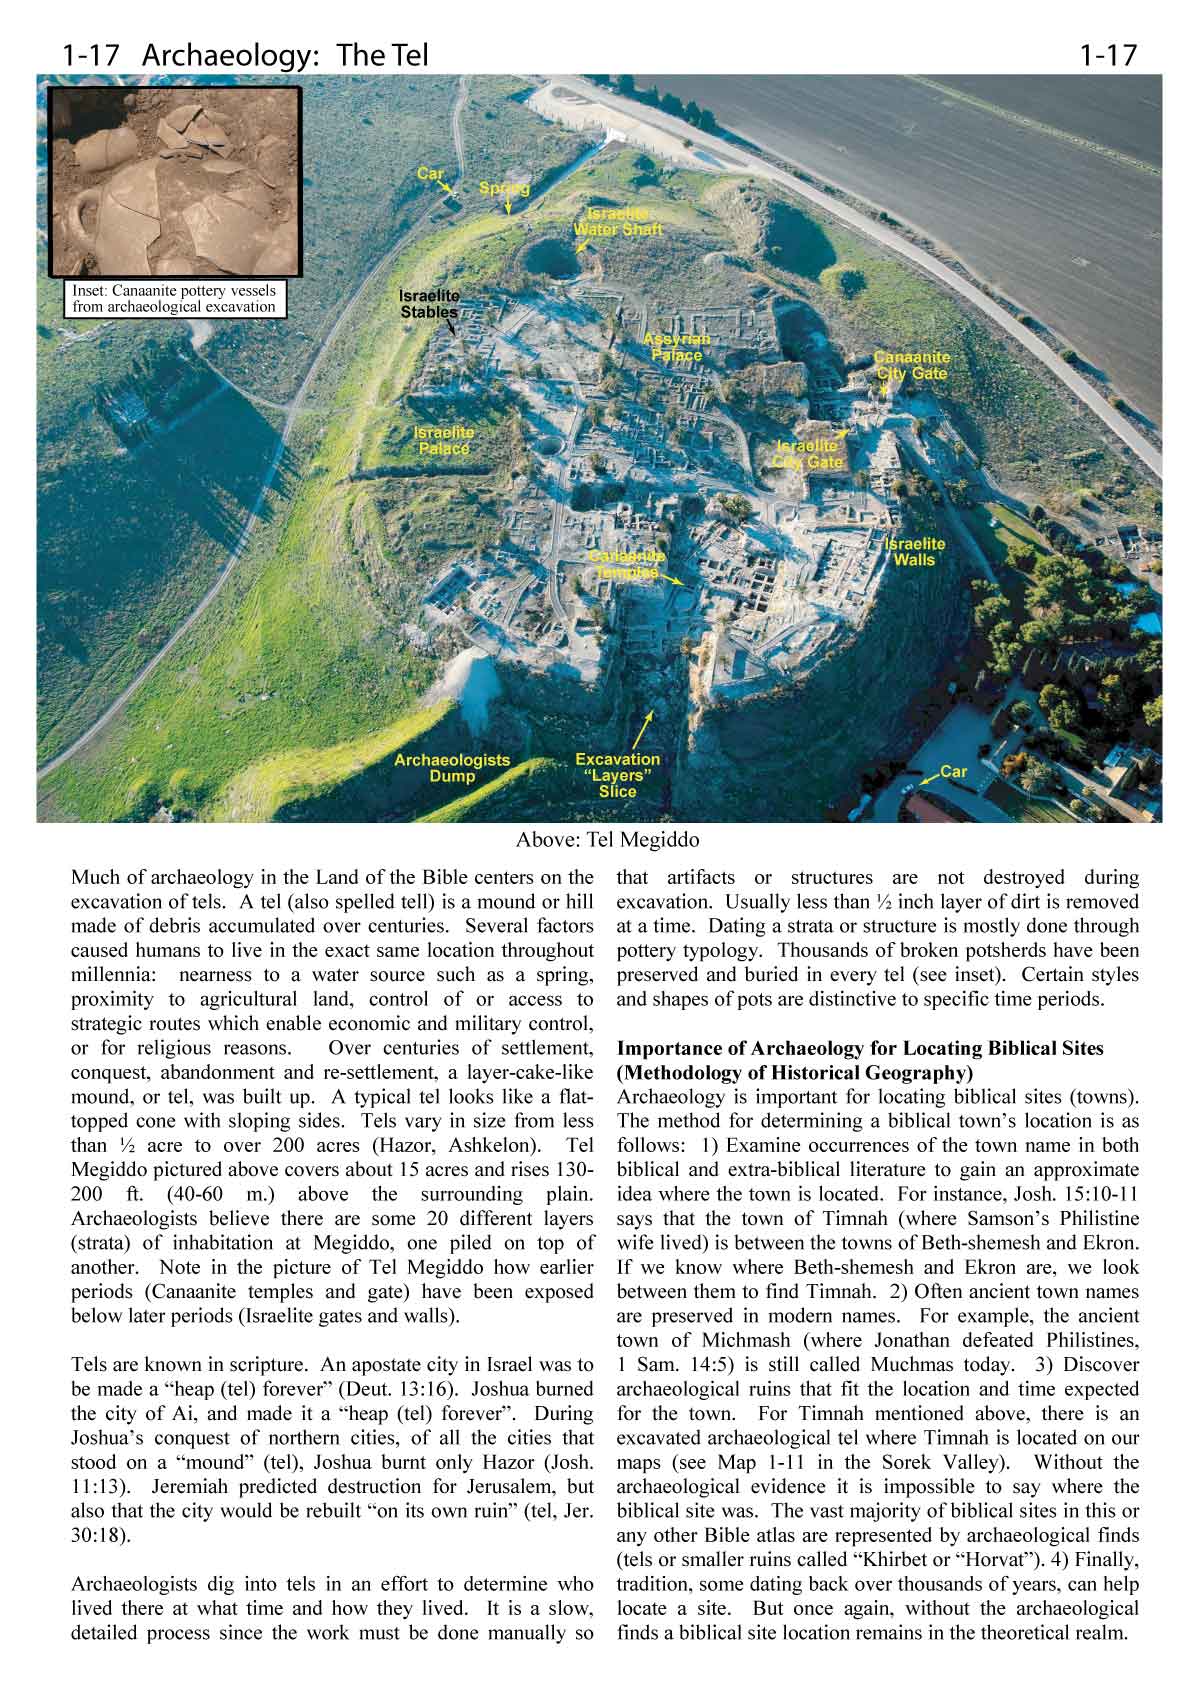 1-17 Archaeology: The Tel 1-17
Inset: Canaanite pottery vessels
from archaeological excavation
Car
Spring
Israelite
Water Shaft
Israelite
Stables
Assyrian
Palace
Canaanite
City Gate
Israelite
Palace
Israelite
City Gate
Canaanite
Temples
Israelite
Walls
Archaeologists
Dump
Excavation
“Layers”
Slice
Car
Above: Tel Megiddo
Much of archaeology in the Land of the Bible centers on the
excavation of tels. A tel (also spelled tell) is a mound or hill
made of debris accumulated over centuries. Several factors
caused humans to live in the exact same location throughout
millennia: nearness to a water source such as a spring,
proximity to agricultural land, control of or access to
strategic routes which enable economic and military control,
or for religious reasons. Over centuries of settlement,
conquest, abandonment and re-settlement, a layer-cake-like
mound, or tel, was built up. A typical tel looks like a flat-
topped cone with sloping sides. Tels vary in size from less
than ½ acre to over 200 acres (Hazor, Ashkelon). Tel
Megiddo pictured above covers about 15 acres and rises 130-
200 ft. (40-60 m.) above the surrounding plain.
Archaeologists believe there are some 20 different layers
(strata) of inhabitation at Megiddo, one piled on top of
another. Note in the picture of Tel Megiddo how earlier
periods (Canaanite temples and gate) have been exposed
below later periods (Israelite gates and walls).
Tels are known in scripture. An apostate city in Israel was to
be made a “heap (tel) forever” (Deut. 13:16). Joshua burned
the city of Ai, and made it a “heap (tel) forever”. During
Joshua’s conquest of northern cities, of all the cities that
stood on a “mound” (tel), Joshua burnt only Hazor (Josh.
11:13). Jeremiah predicted destruction for Jerusalem, but
also that the city would be rebuilt “on its own ruin” (tel, Jer.
30:18).
Archaeologists dig into tels in an effort to determine who
lived there at what time and how they lived. It is a slow,
detailed process since the work must be done manually so
that artifacts or structures are not destroyed during
excavation. Usually less than ½ inch layer of dirt is removed
at a time. Dating a strata or structure is mostly done through
pottery typology. Thousands of broken potsherds have been
preserved and buried in every tel (see inset). Certain styles
and shapes of pots are distinctive to specific time periods.
Importance of Archaeology for Locating Biblical Sites
(Methodology of Historical Geography)
Archaeology is important for locating biblical sites (towns).
The method for determining a biblical town’s location is as
follows: 1) Examine occurrences of the town name in both
biblical and extra-biblical literature to gain an approximate
idea where the town is located. For instance, Josh. 15:10-11
says that the town of Timnah (where Samson’s Philistine
wife lived) is between the towns of Beth-shemesh and Ekron.
If we know where Beth-shemesh and Ekron are, we look
between them to find Timnah. 2) Often ancient town names
are preserved in modern names. For example, the ancient
town of Michmash (where Jonathan defeated Philistines,
1 Sam. 14:5) is still called Muchmas today. 3) Discover
archaeological ruins that fit the location and time expected
for the town. For Timnah mentioned above, there is an
excavated archaeological tel where Timnah is located on our
maps (see Map 1-11 in the Sorek Valley). Without the
archaeological evidence it is impossible to say where the
biblical site was. The vast majority of biblical sites in this or
any other Bible atlas are represented by archaeological finds
(tels or smaller ruins called “Khirbet or “Horvat”). 4) Finally,
tradition, some dating back over thousands of years, can help
locate a site. But once again, without the archaeological
finds a biblical site location remains in the theoretical realm.